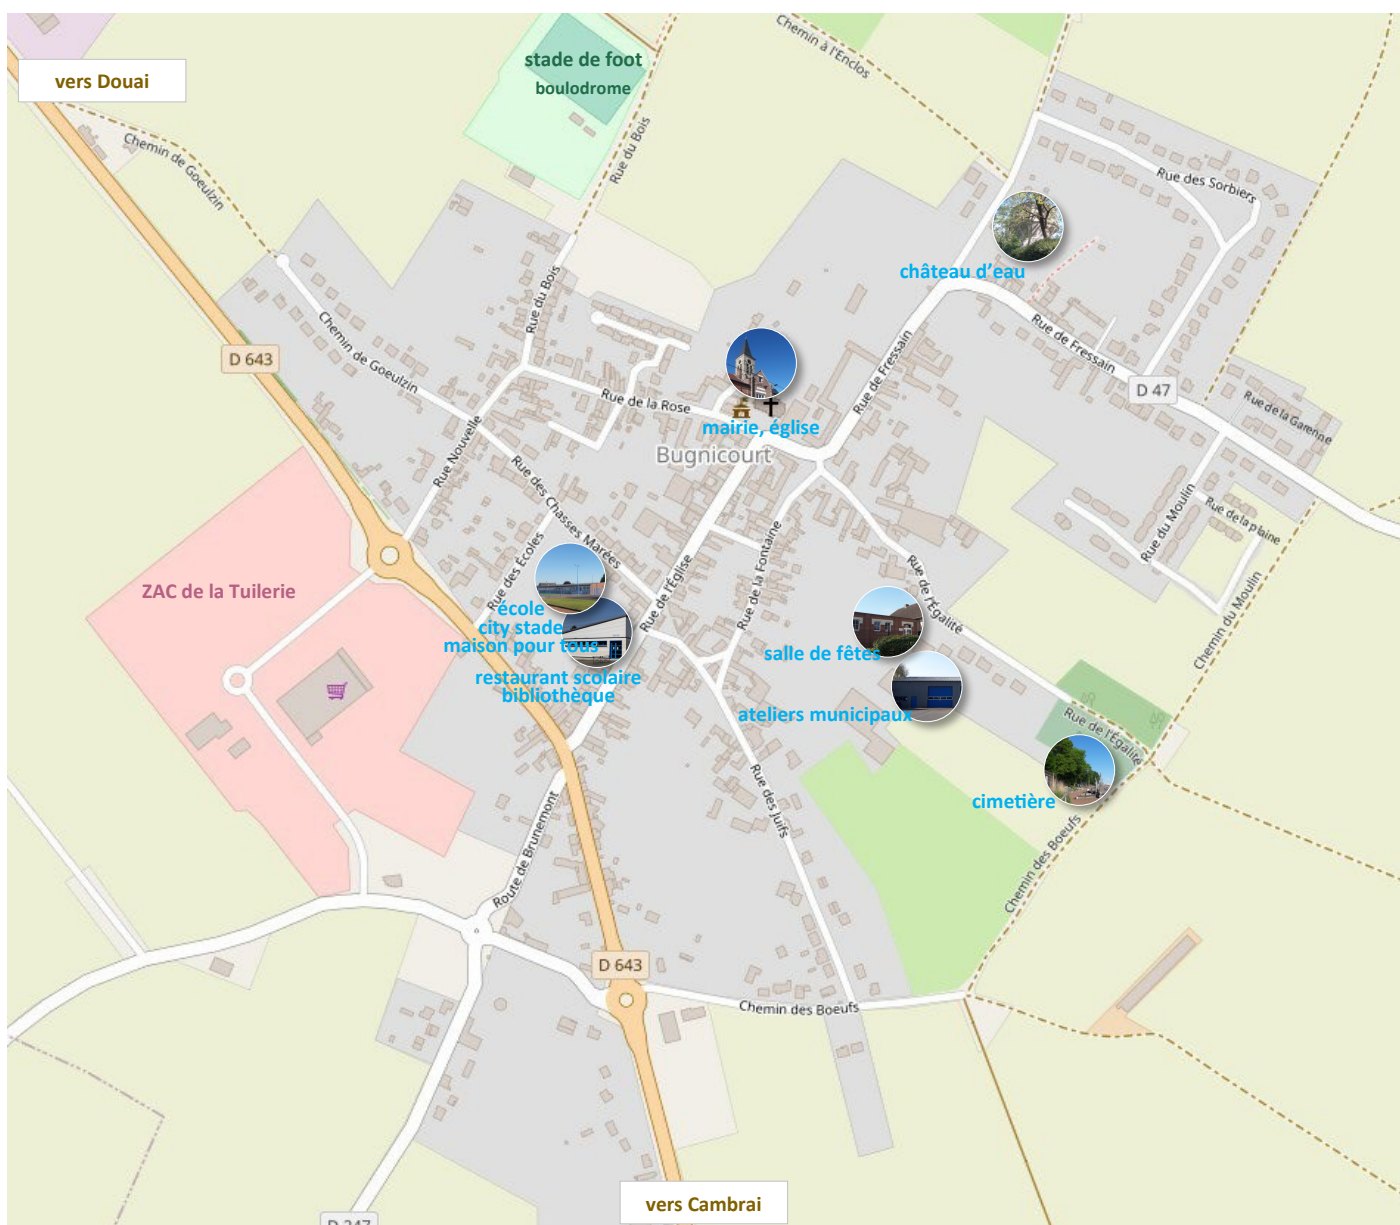 vers Douai
stade de foot
boulodrome
Chemin à l'Enclos
Chemin de Goeulzin
Rue du Bois
Rue des Sorbiers
château d'eau
Rue du Bois
Rue de Fressain
D 643
Chemin de Goeulzin
Rue de Fressain
D 47
Rue de la Rose
Rue de la Garenne
mairie, église
Bugnicourt
Rue Nouvelle
Rue des Chasses Marées
Rue du Moulin
Rue de la plaine
Rue des Écoles
Rue de l'Église
Rue de la Fontaine
Rue de l'Égalité
Chemin du Moulin
ZAC de la Tuilerie
école
city stade
maison pour tous
restaurant scolaire
bibliothèque
salle de fêtes
ateliers municipaux
Rue de l'Égalité
cimetière
Rue des Juifs
Route de Brunemont
Chemin des Boeufs
D 643
Chemin des Boeufs
vers Cambrai